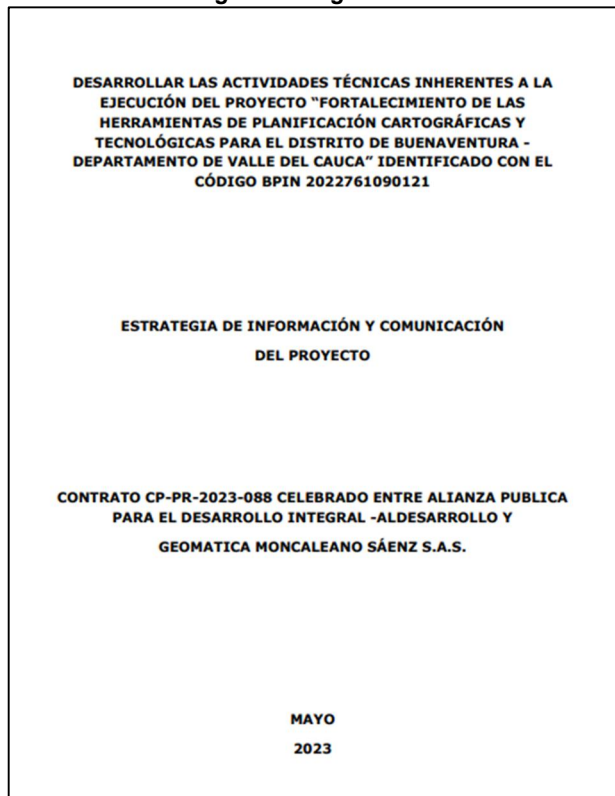 DESARROLLAR LAS ACTIVIDADES TÉCNICAS INHERENTES A LA
EJECUCIÓN DEL PROYECTO “FORTALECIMIENTO DE LAS
HERRAMIENTAS DE PLANIFICACIÓN CARTOGRÁFICAS Y
TECNOLÓGICAS PARA EL DISTRITO DE BUENAVENTURA -
DEPARTAMENTO DE VALLE DEL CAUCA” IDENTIFICADO CON EL
CÓDIGO BPIN 2022761090121
ESTRATEGIA DE INFORMACIÓN Y COMUNICACIÓN
DEL PROYECTO
CONTRATO CP-PR-2023-088 CELEBRADO ENTRE ALIANZA PUBLICA
PARA EL DESARROLLO INTEGRAL -ALDESARROLLO Y
GEOMATICA MONCALEANO SÁENZ S.A.S.
MAYO
2023